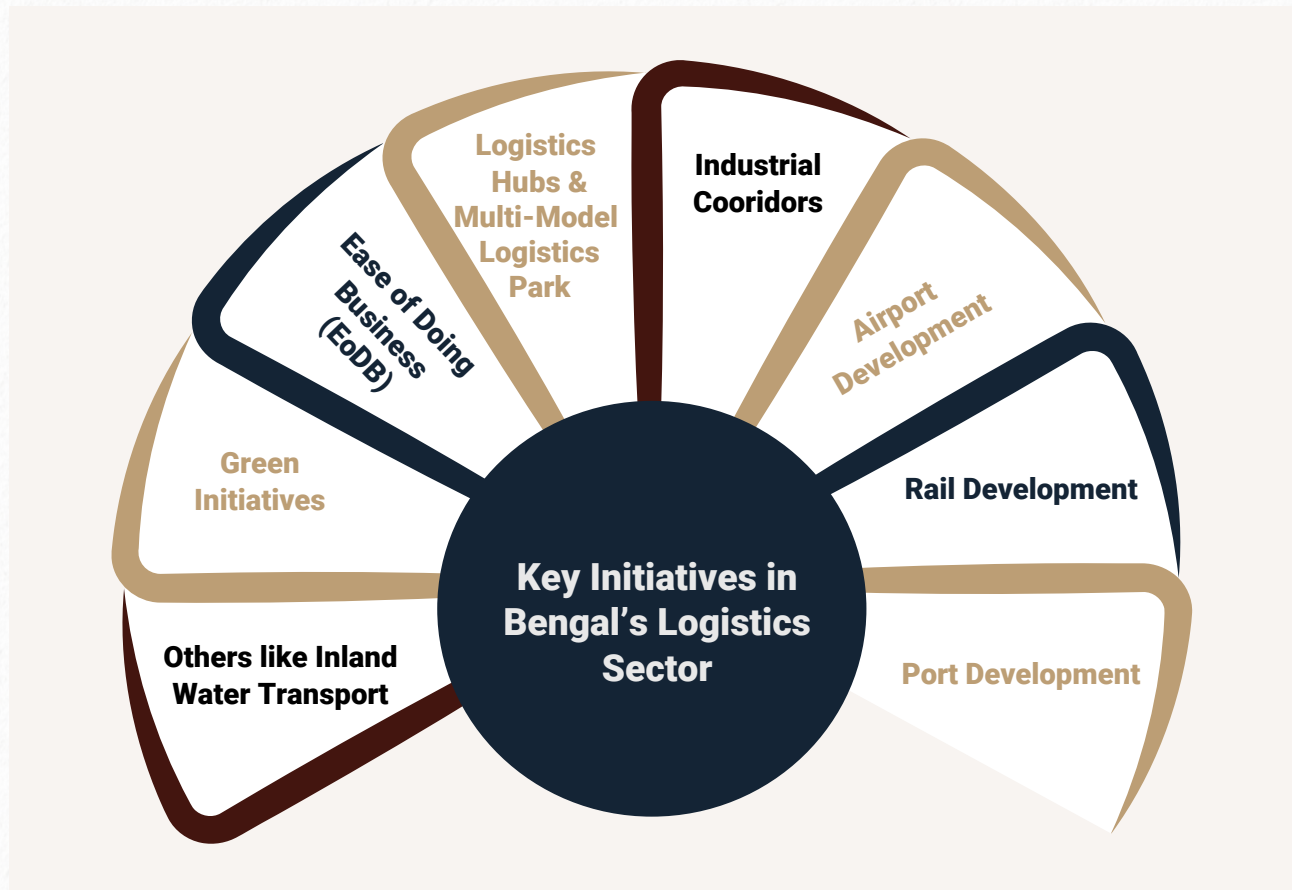 Key Initiatives in
Bengal’s Logistics
Sector
Others like Inland
Water Transport
Green
Initiatives
Ease of Doing
Business
(EoDB)
Logistics
Hubs &
Multi-Model
Logistics
Park
Industrial
Cooridors
Airport
Development
Rail Development
Port Development